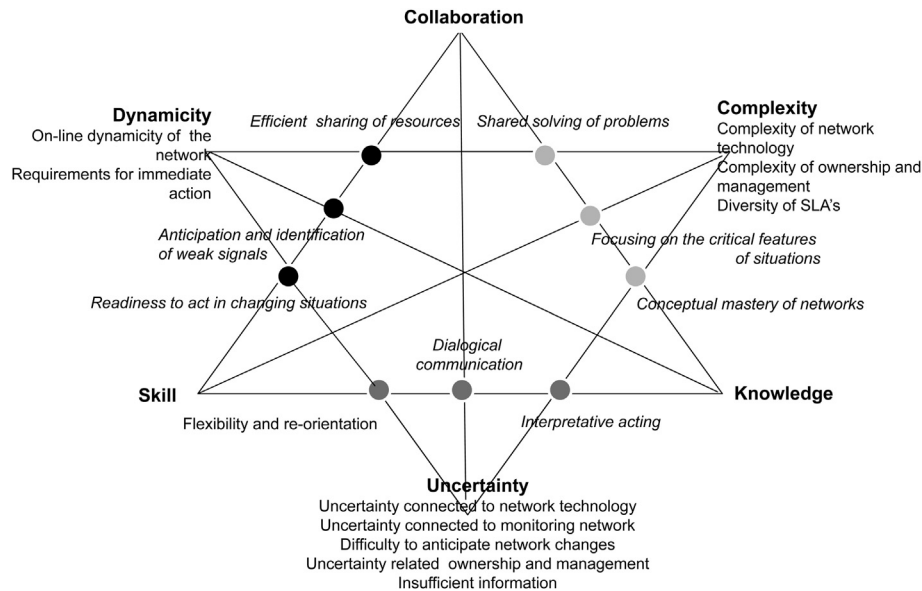 Collaboration
Dynamicity
On-line dynamicity of the
network
Requirements for immediate
action
Efficient sharing of resources
Shared solving of problems
Complexity
Complexity of network
technology
Complexity of ownership and
management
Diversity of SLA's
Anticipation and identification
of weak signals
Focusing on the critical features
of situations
Readiness to act in changing situations
Conceptual mastery of networks
Dialogical
communication
Skill
Knowledge
Flexibility and re-orientation
Interpretative acting
Uncertainty
Uncertainty connected to network technology
Uncertainty connected to monitoring network
Difficulty to anticipate network changes
Uncertainty related ownership and management
Insufficient information